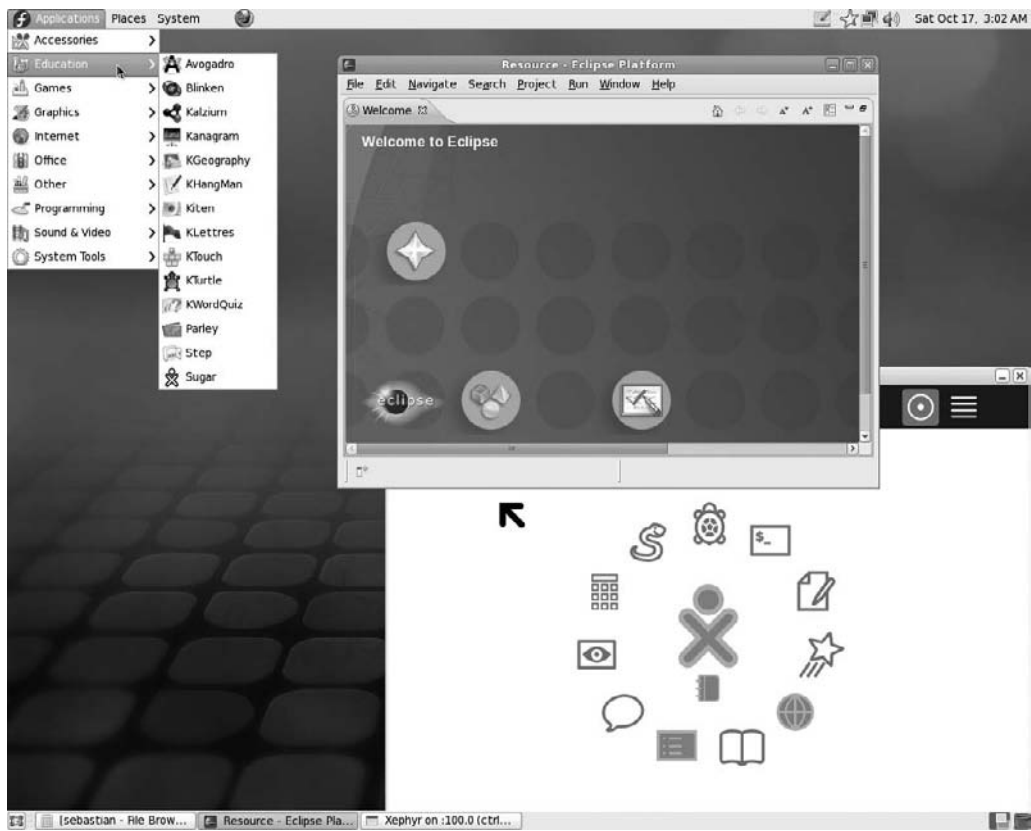 Applications Places System Sat Oct 17, 3:02 AM
Accessories
Education
Games
Graphics
Internet
Office
Other
Programming
Sound & Video
System Tools
Avogadro
Blinken
Kalzium
Kanagram
KGeography
KHangMan
Kiten
KLettres
KTouch
KTurtle
KWordQuiz
Parley
Step
Sugar
Resource - Eclipse Platform
File Edit Navigate Search Project Run Window Help
Welcome
Welcome to Eclipse
eclipse
$_
[sebastian - File Brow... Resource - Eclipse Pla... Xephyr on :100.0 (ctrl...